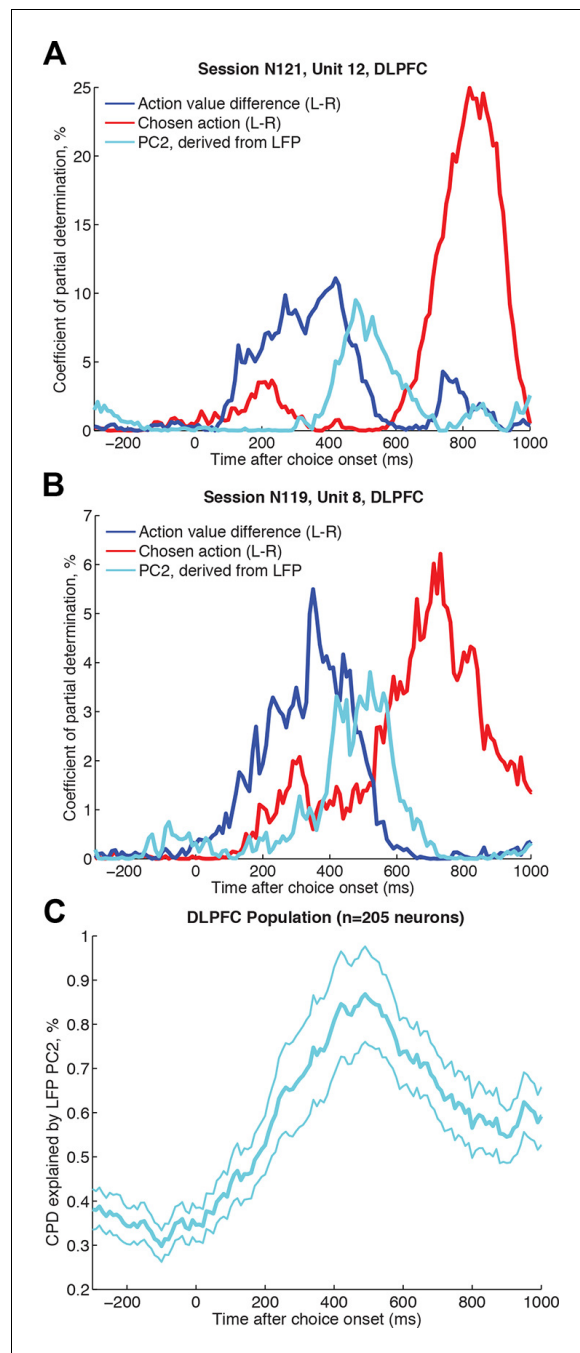 A
Session N121, Unit 12, DLPFC
25
20
15
10
5
0
Coefficient of partial determination, %
Action value difference (L-R)
Chosen action (L-R)
PC2, derived from LFP
−200 0 200 400 600 800 1000
Time after choice onset (ms)
B
Session N119, Unit 8, DLPFC
7
6
5
4
3
2
1
0
Coefficient of partial determination, %
Action value difference (L-R)
Chosen action (L-R)
PC2, derived from LFP
−200 0 200 400 600 800 1000
Time after choice onset (ms)
C
DLPFC Population (n=205 neurons)
1
0.9
0.8
0.7
0.6
0.5
0.4
0.3
0.2
CPD explained by LFP PC2, %
−200 0 200 400 600 800 1000
Time after choice onset (ms)